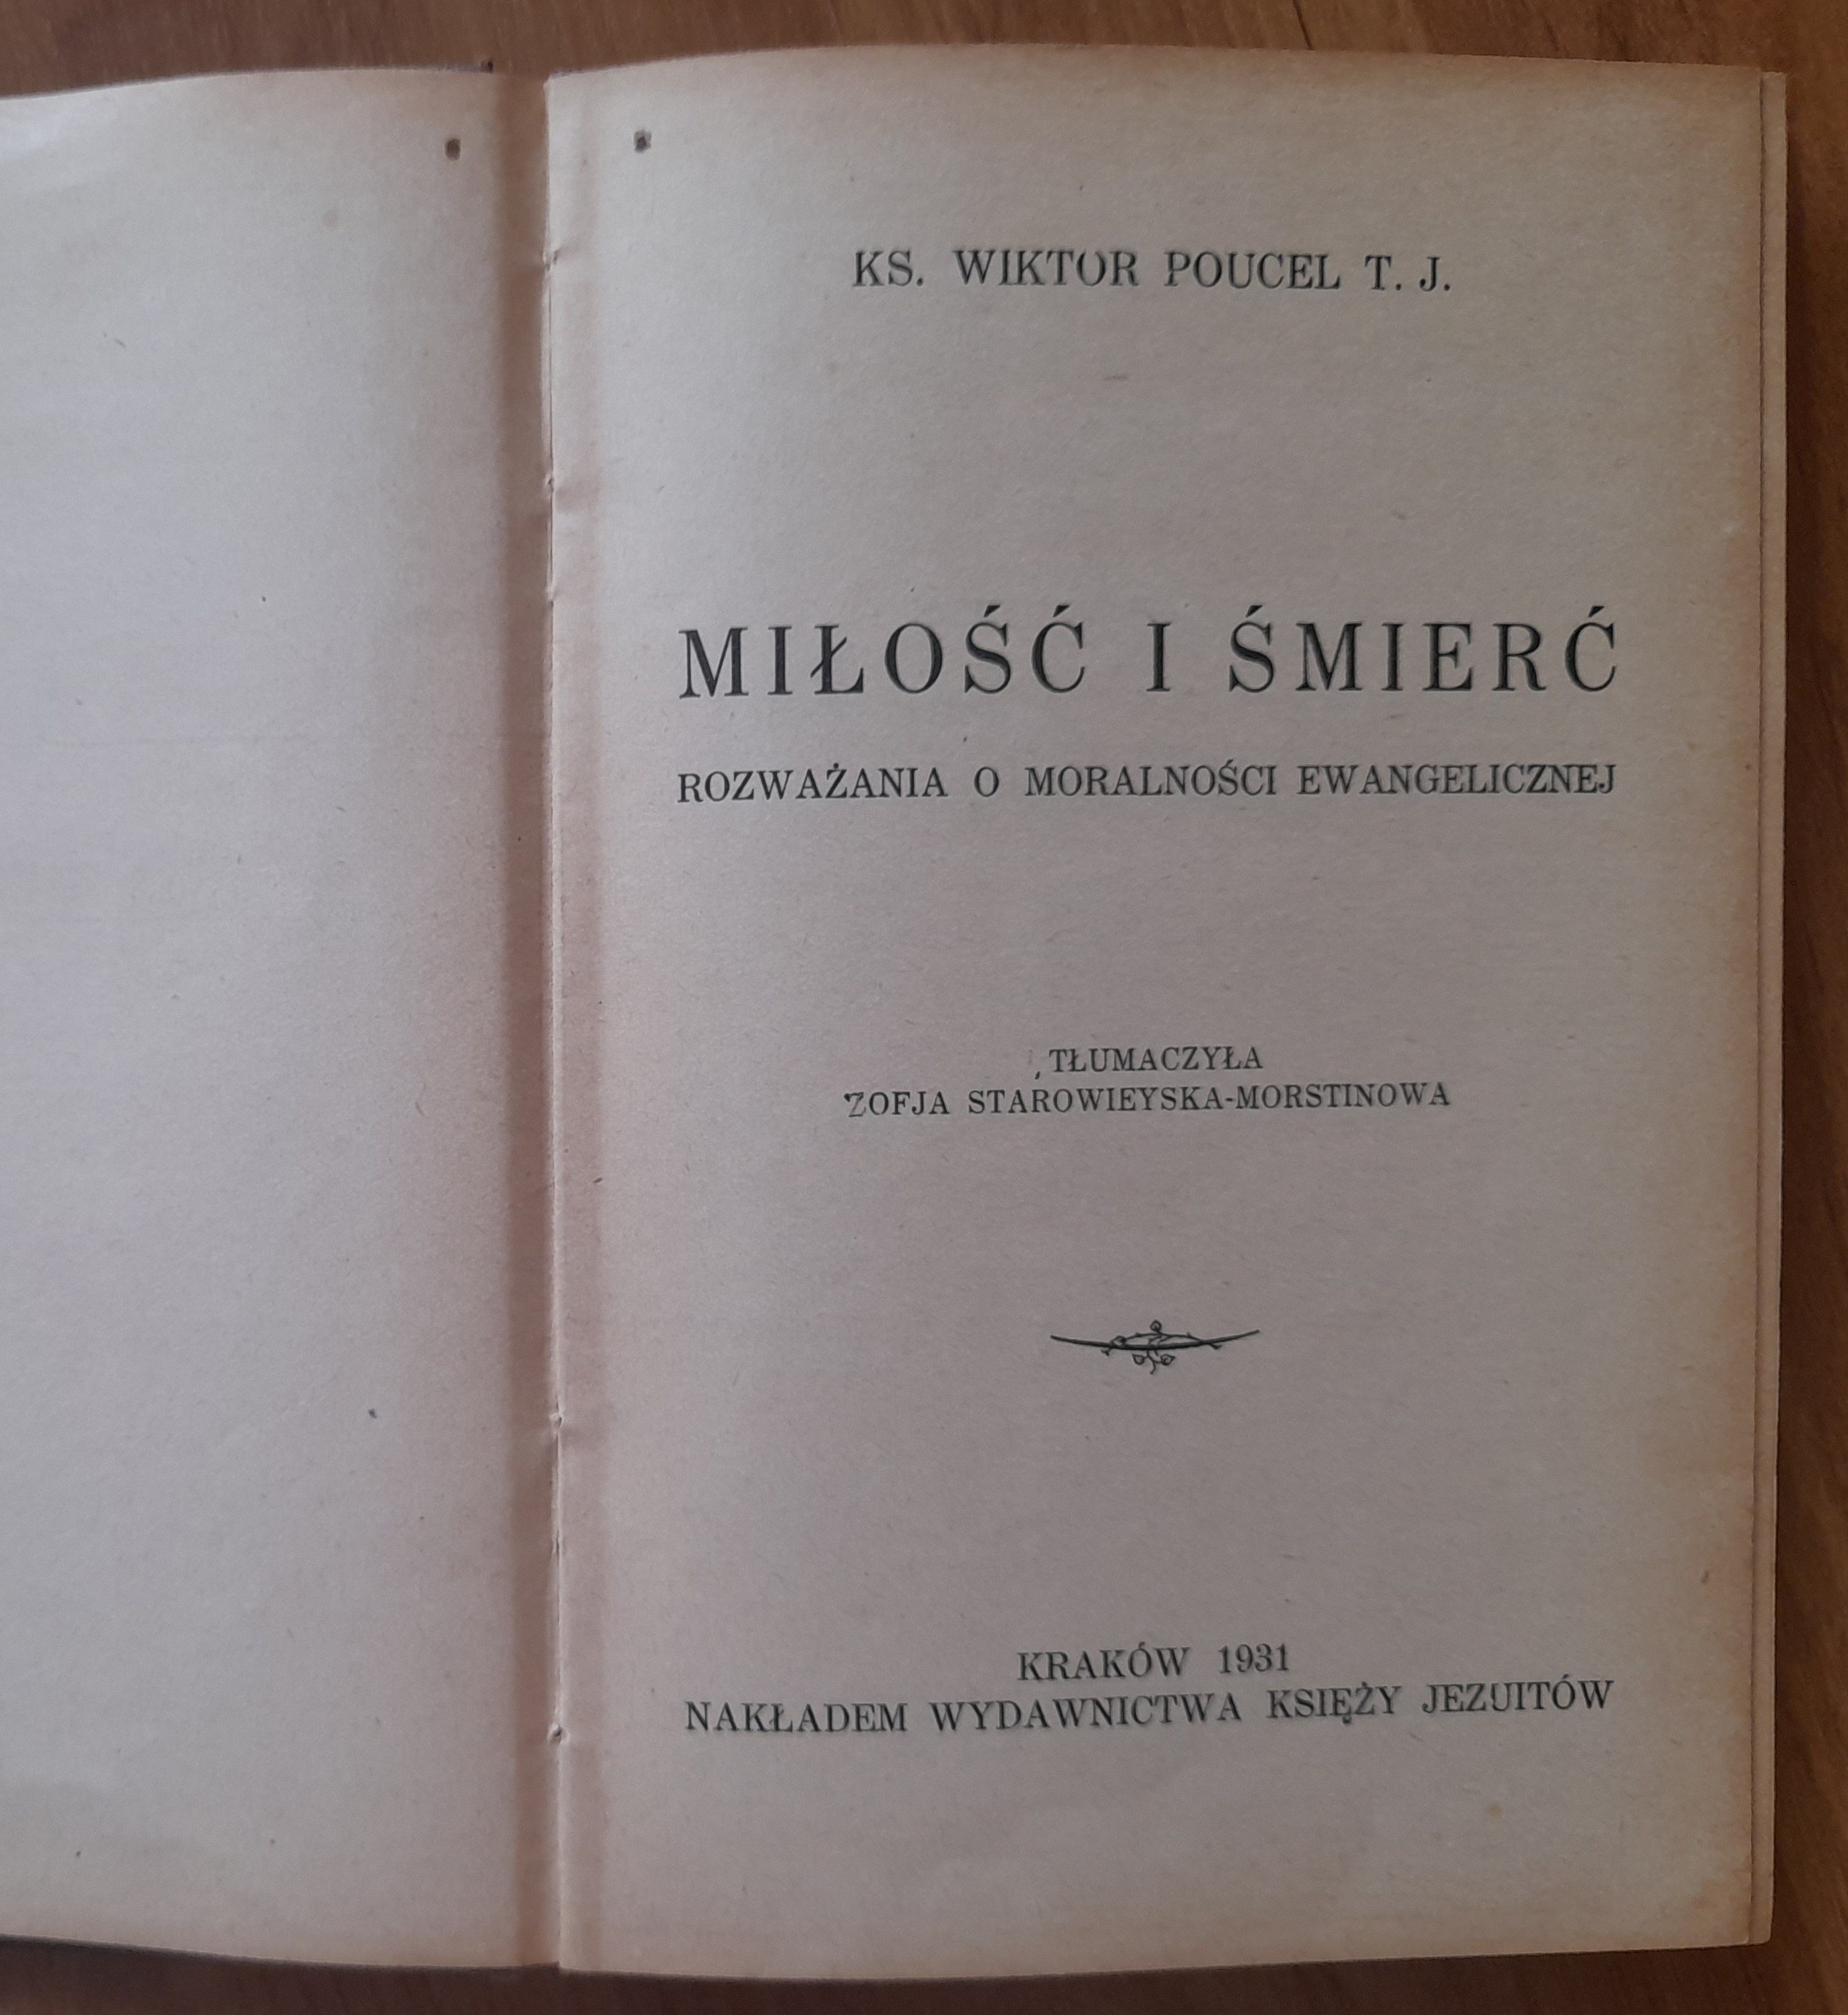 KS. WIKTOR POUCEL T. J.
MIŁOŚĆ I ŚMIERĆ
ROZWAŻANIA O MORALNOŚCI EWANGELICZNEJ
TŁUMACZYŁA
ZOFJA STAROWIEYSKA-MORSTINOWA
KRAKÓW 1931
NAKŁADEM WYDAWNICTWA KSIĘŻY JEZUITÓW